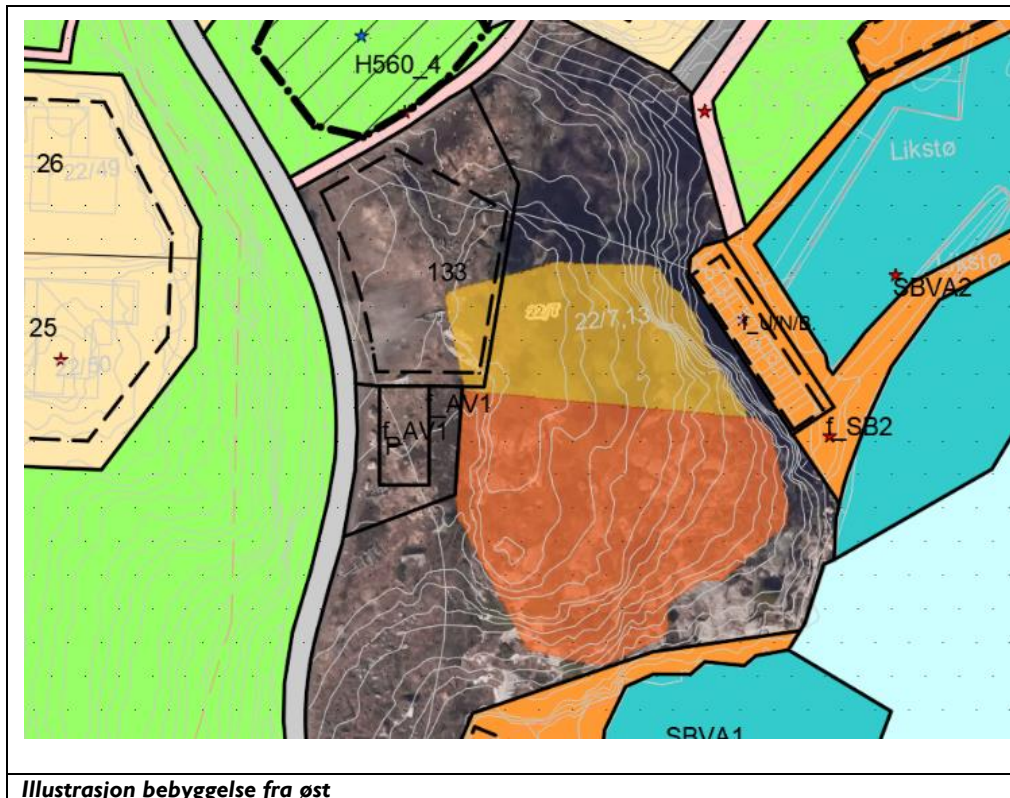 H560_4
Likstø
26
22/49
133
Likstø
SBVA2
22/7
22/7,13
25
22/50
f_U/N/B.
f_AV1
f_AV1
P
f_SB2
SBVA1
Illustrasjon bebyggelse fra øst